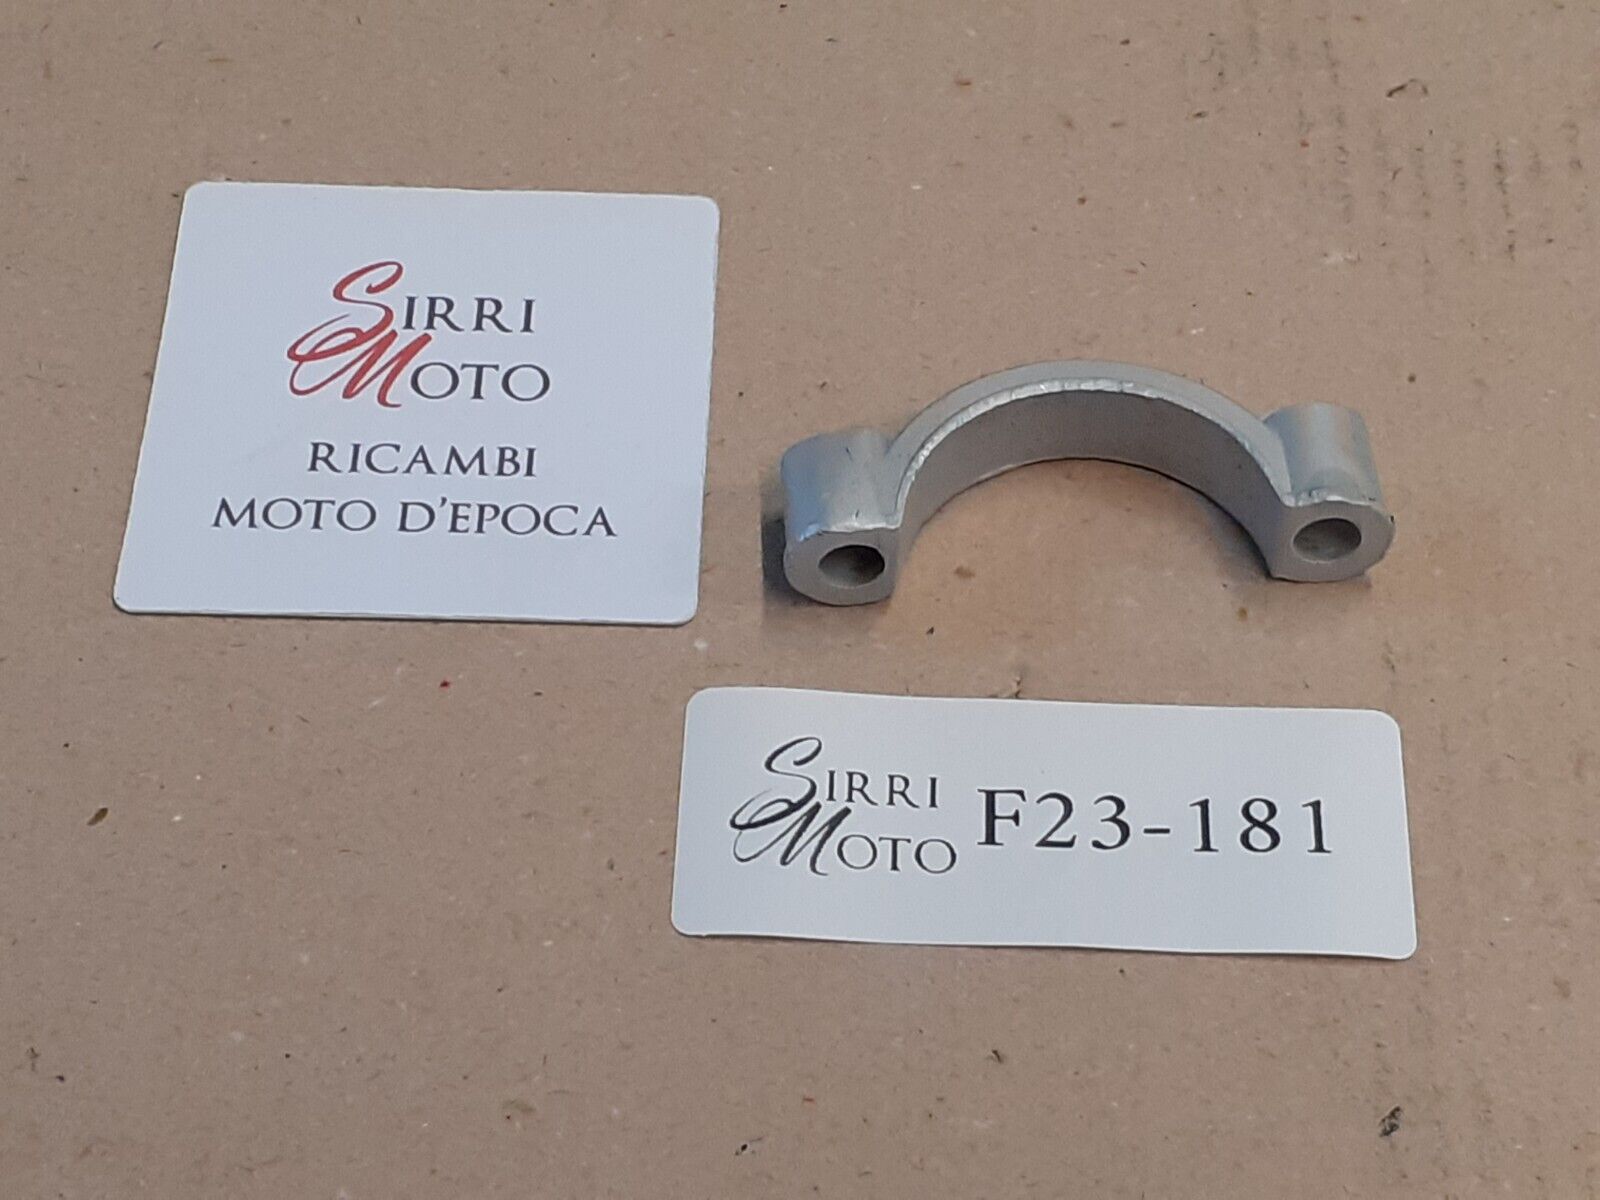 SIRRI
MOTO
RICAMBI
MOTO D'EPOCA
SIRRI
MOTO F23-181